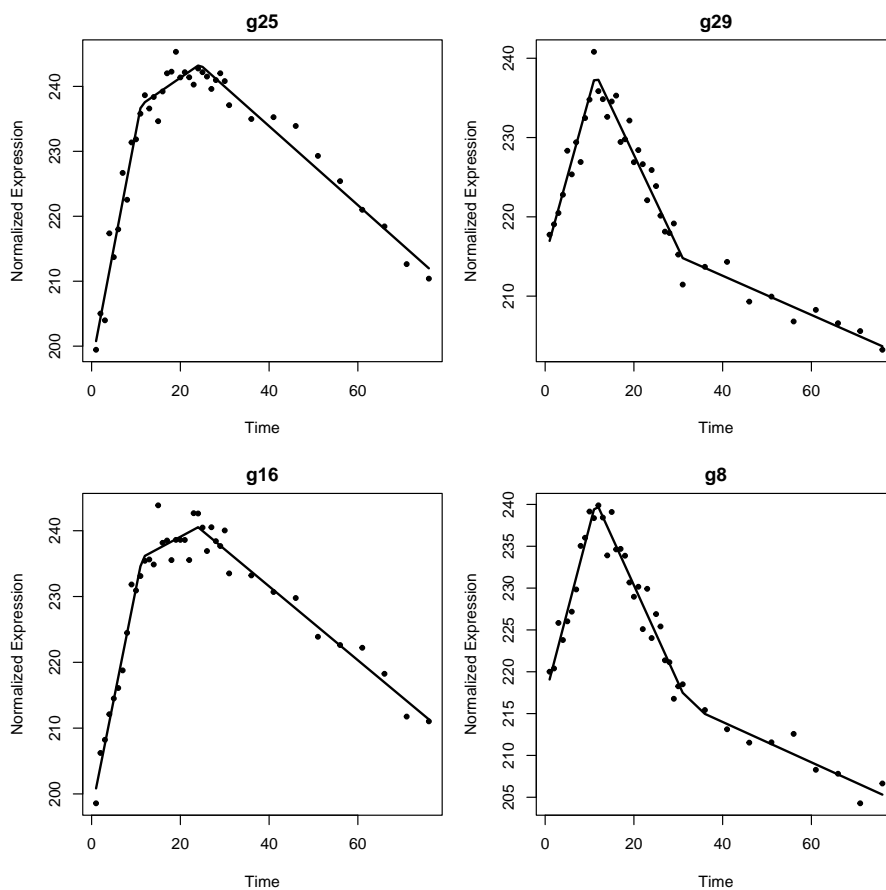 g25
Normalized Expression
200 210 220 230 240
0 20 40 60
Time
g29
Normalized Expression
210 220 230 240
0 20 40 60
Time
g16
Normalized Expression
200 210 220 230 240
0 20 40 60
Time
g8
Normalized Expression
205 210 215 220 225 230 235 240
0 20 40 60
Time